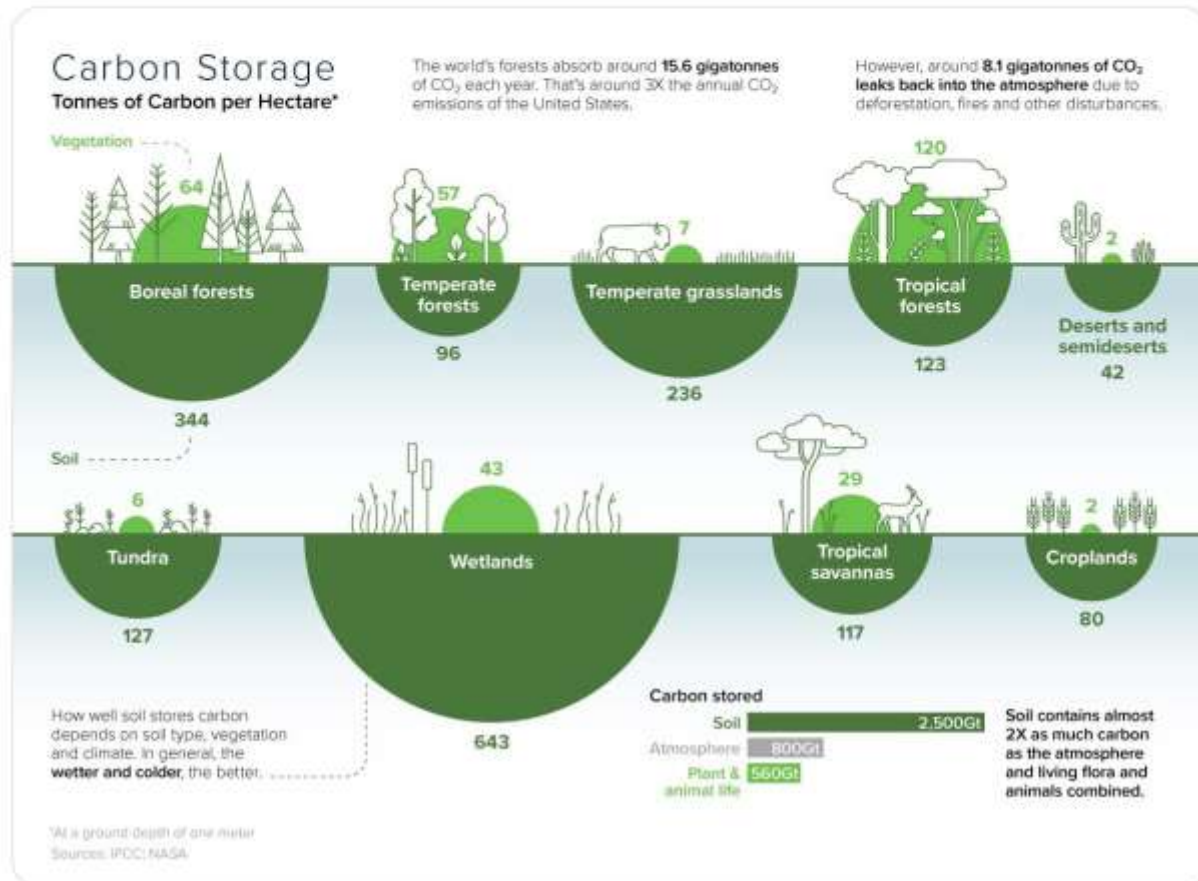 Carbon Storage
Tonnes of Carbon per Hectare*
The world's forests absorb around 15.6 gigatonnes
of CO₂ each year. That's around 3X the annual CO₂
emissions of the United States.
However, around 8.1 gigatonnes of CO₂
leaks back into the atmosphere due to
deforestation, fires and other disturbances.
Vegetation
64
57
7
120
2
Boreal forests
Temperate
forests
Temperate grasslands
Tropical
forests
Deserts and
semideserts
344
96
236
123
42
Soil
6
43
29
2
Tundra
Wetlands
Tropical
savannas
Croplands
127
643
117
80
How well soil stores carbon
depends on soil type, vegetation
and climate. In general, the
wetter and colder, the better.
Carbon stored
Soil 2,500Gt
Atmosphere 800Gt
Plant &
animal life 560Gt
Soil contains almost
2X as much carbon
as the atmosphere
and living flora and
animals combined.
*At a ground depth of one meter
Sources: IPCC; NASA